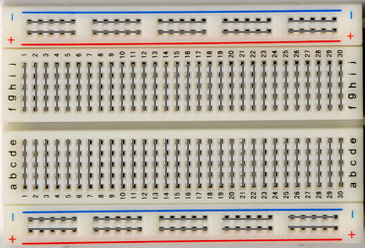 − −
+ +
1 2 3 4 5 6 7 8 9 10 11 12 13 14 15 16 17 18 19 20 21 22 23 24 25 26 27 28 29 30
f g h i j f g h i j
a b c d e a b c d e
1 2 3 4 5 6 7 8 9 10 11 12 13 14 15 16 17 18 19 20 21 22 23 24 25 26 27 28 29 30
− −
+ +